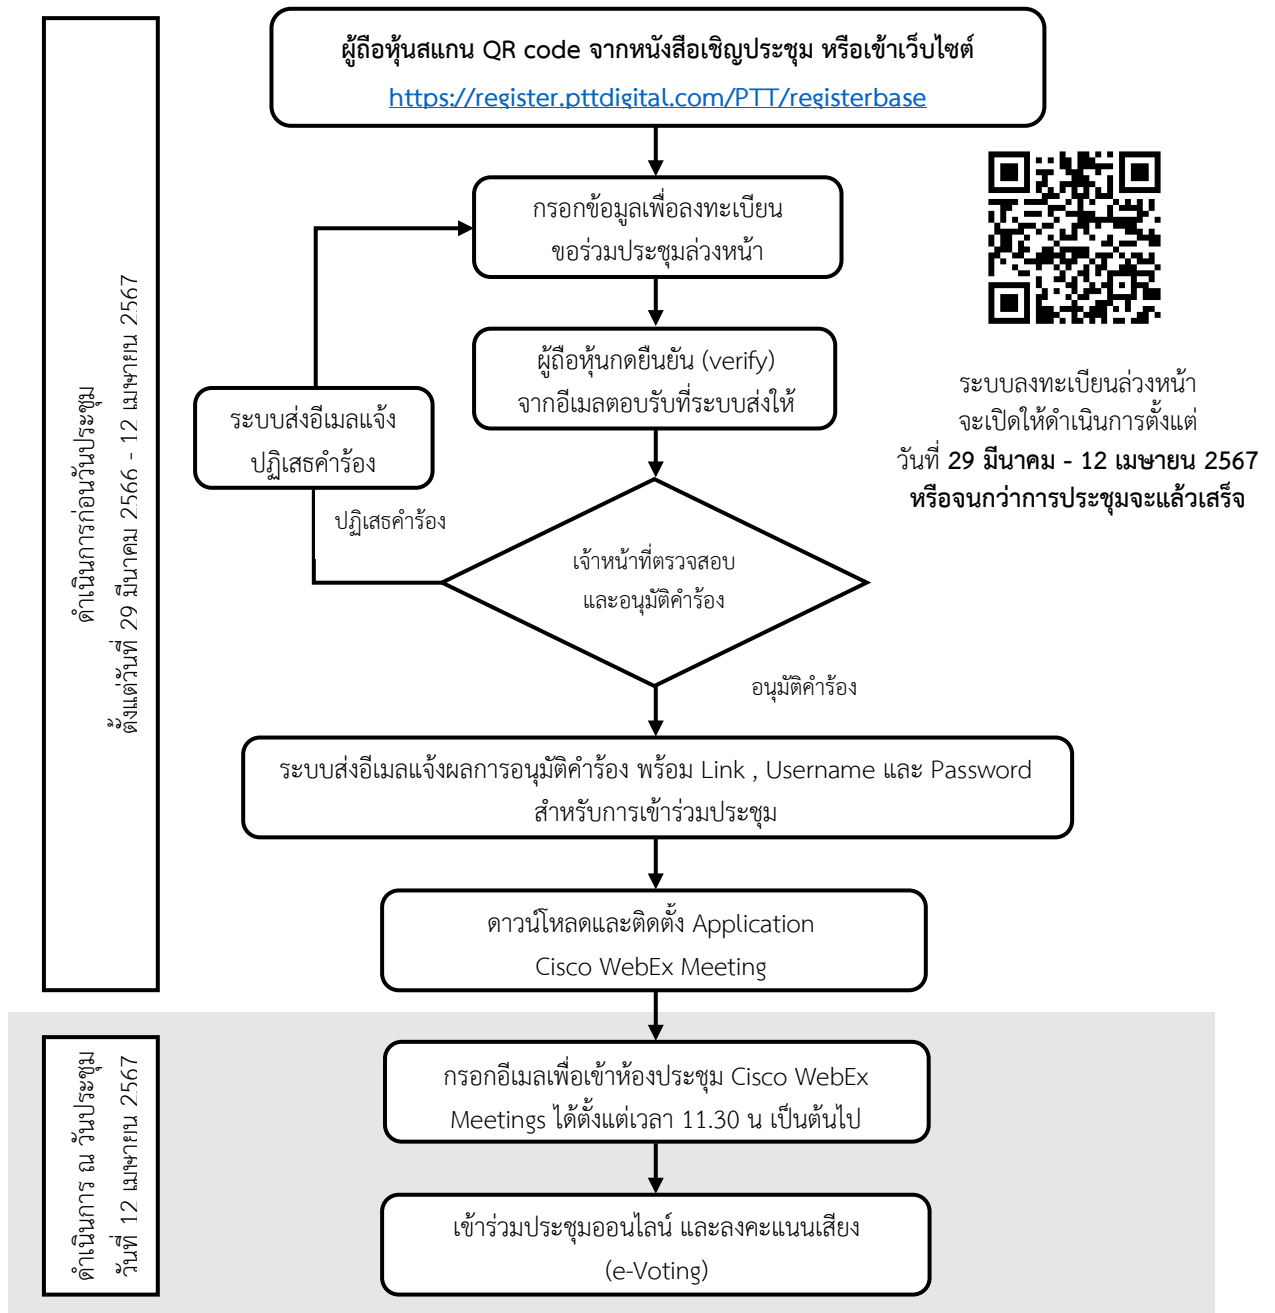 ผู้ถือหุ้นสแกน QR code จากหนังสือเชิญประชุม หรือเข้าเว็บไซต์
https://register.pttdigital.com/PTT/registerbase
กรอกข้อมูลเพื่อลงทะเบียน
ขอร่วมประชุมล่วงหน้า
ผู้ถือหุ้นกดยืนยัน (verify)
จากอีเมลตอบรับที่ระบบส่งให้
ระบบส่งอีเมลแจ้ง
ปฏิเสธคำร้อง
ปฏิเสธคำร้อง
เจ้าหน้าที่ตรวจสอบ
และอนุมัติคำร้อง
อนุมัติคำร้อง
ระบบลงทะเบียนล่วงหน้า
จะเปิดให้ดำเนินการตั้งแต่
วันที่ 29 มีนาคม - 12 เมษายน 2567
หรือจนกว่าการประชุมจะแล้วเสร็จ
ระบบส่งอีเมลแจ้งผลการอนุมัติคำร้อง พร้อม Link , Username และ Password
สำหรับการเข้าร่วมประชุม
ดาวน์โหลดและติดตั้ง Application
Cisco WebEx Meeting
ดำเนินการก่อนวันประชุม
ตั้งแต่วันที่ 29 มีนาคม 2566 - 12 เมษายน 2567
กรอกอีเมลเพื่อเข้าห้องประชุม Cisco WebEx
Meetings ได้ตั้งแต่เวลา 11.30 น เป็นต้นไป
เข้าร่วมประชุมออนไลน์ และลงคะแนนเสียง
(e-Voting)
ดำเนินการ ณ วันประชุม
วันที่ 12 เมษายน 2567